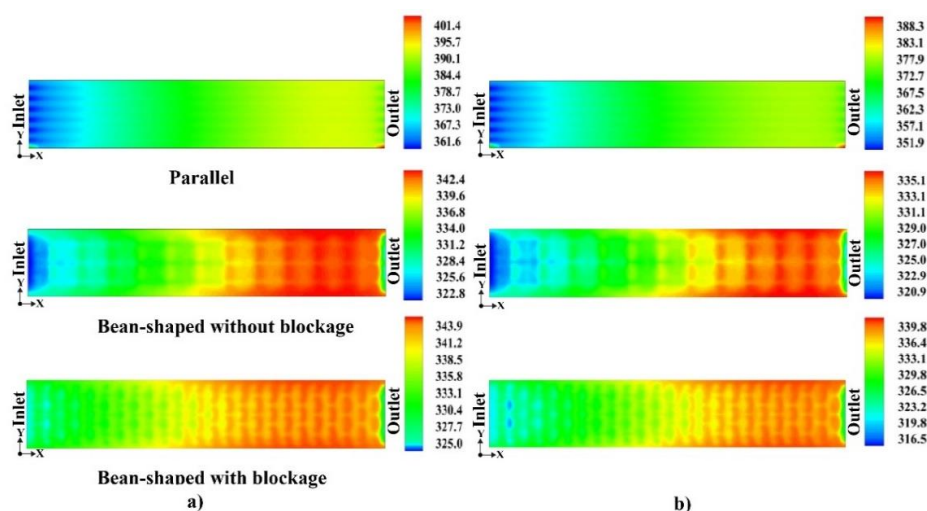 401.4
395.7
390.1
384.4
378.7
373.0
367.3
361.6
Inlet
Y
X
Outlet
Parallel
388.3
383.1
377.9
372.7
367.5
362.3
357.1
351.9
Inlet
Y
X
Outlet
342.4
339.6
336.8
334.0
331.2
328.4
325.6
322.8
Inlet
Y
X
Outlet
Bean-shaped without blockage
335.1
333.1
331.1
329.0
327.0
325.0
322.9
320.9
Inlet
Y
X
Outlet
343.9
341.2
338.5
335.8
333.1
330.4
327.7
325.0
Inlet
Y
X
Outlet
Bean-shaped with blockage
339.8
336.4
333.1
329.8
326.5
323.2
319.8
316.5
Inlet
Y
X
Outlet
a)
b)